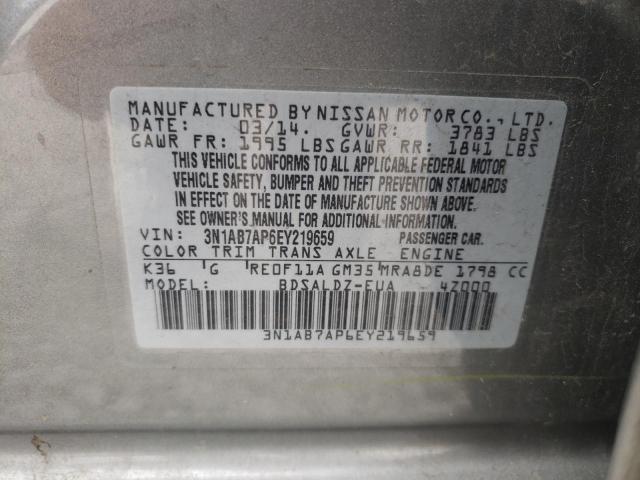 MANUFACTURED BY NISSAN MOTOR CO., LTD.
DATE: 03/14. GVWR: 3783 LBS
GAWR FR: 1995 LBS GAWR RR: 1841 LBS
THIS VEHICLE CONFORMS TO ALL APPLICABLE FEDERAL MOTOR
VEHICLE SAFETY, BUMPER AND THEFT PREVENTION STANDARDS
IN EFFECT ON THE DATE OF MANUFACTURE SHOWN ABOVE.
SEE OWNER'S MANUAL FOR ADDITIONAL INFORMATION.
VIN: 3N1AB7AP6EY219659 PASSENGER CAR.
COLOR TRIM TRANS AXLE ENGINE
K36 G RE0F11A GM35 MRA8DE 1798 CC
MODEL: BDSALDZ-EUA 4Z000
3N1AB7AP6EY219659